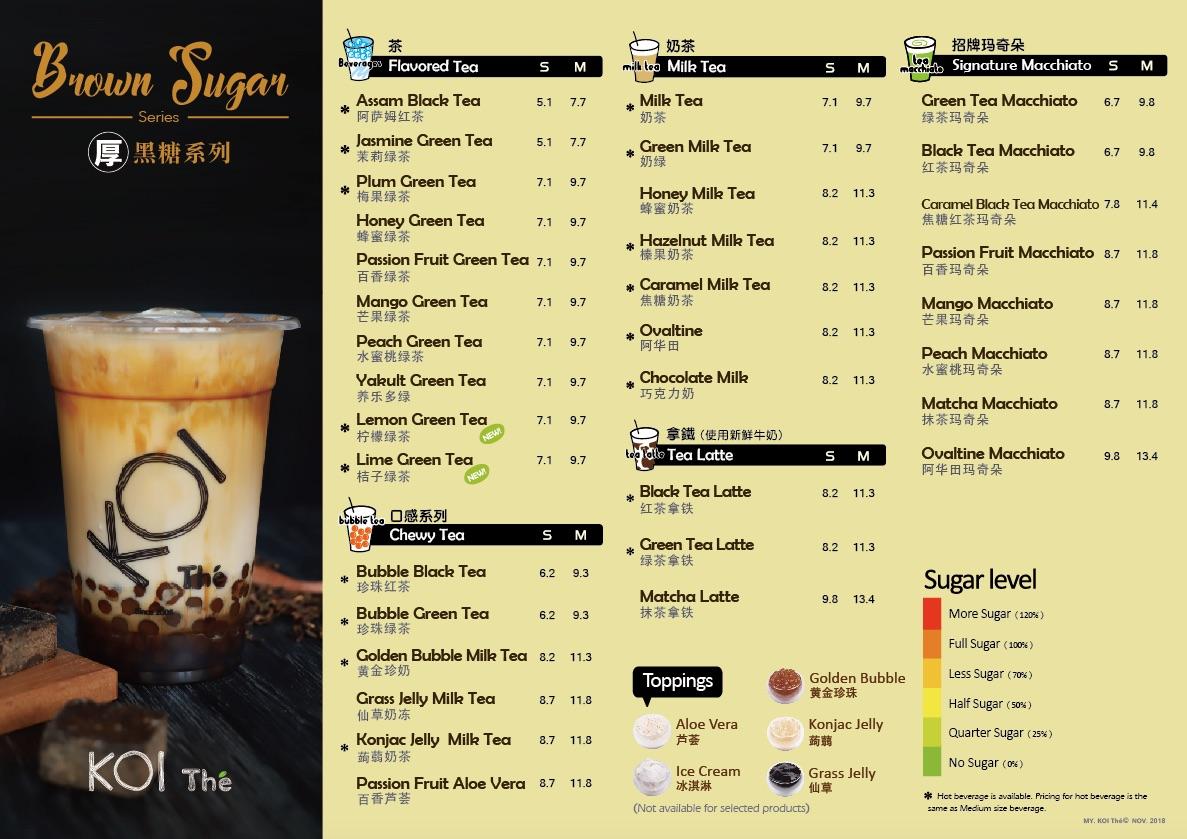 Brown Sugar
Series
厚 黑糖系列
KOI
Thé
KOI Thé
Beverages
茶
Flavored Tea S M
* Assam Black Tea 5.1 7.7
阿萨姆红茶
* Jasmine Green Tea 5.1 7.7
茉莉绿茶
* Plum Green Tea 7.1 9.7
梅果绿茶
Honey Green Tea 7.1 9.7
蜂蜜绿茶
Passion Fruit Green Tea 7.1 9.7
百香绿茶
Mango Green Tea 7.1 9.7
芒果绿茶
Peach Green Tea 7.1 9.7
水蜜桃绿茶
Yakult Green Tea 7.1 9.7
养乐多绿
* Lemon Green Tea 7.1 9.7
柠檬绿茶 NEW!
* Lime Green Tea 7.1 9.7
桔子绿茶 NEW!
bubble tea
口感系列
Chewy Tea S M
* Bubble Black Tea 6.2 9.3
珍珠红茶
* Bubble Green Tea 6.2 9.3
珍珠绿茶
* Golden Bubble Milk Tea 8.2 11.3
黄金珍奶
Grass Jelly Milk Tea 8.7 11.8
仙草奶冻
* Konjac Jelly Milk Tea 8.7 11.8
蒟蒻奶茶
Passion Fruit Aloe Vera 8.7 11.8
百香芦荟
milk tea
奶茶
Milk Tea S M
* Milk Tea 7.1 9.7
奶茶
* Green Milk Tea 7.1 9.7
奶绿
Honey Milk Tea 8.2 11.3
蜂蜜奶茶
* Hazelnut Milk Tea 8.2 11.3
榛果奶茶
* Caramel Milk Tea 8.2 11.3
焦糖奶茶
* Ovaltine 8.2 11.3
阿华田
* Chocolate Milk 8.2 11.3
巧克力奶
tea latte
拿鐵（使用新鮮牛奶）
Tea Latte S M
* Black Tea Latte 8.2 11.3
红茶拿铁
* Green Tea Latte 8.2 11.3
绿茶拿铁
Matcha Latte 9.8 13.4
抹茶拿铁
Toppings
Golden Bubble
黄金珍珠
Aloe Vera
芦荟
Konjac Jelly
蒟蒻
Ice Cream
冰淇淋
Grass Jelly
仙草
(Not available for selected products)
tea macchiato
招牌玛奇朵
Signature Macchiato S M
Green Tea Macchiato 6.7 9.8
绿茶玛奇朵
Black Tea Macchiato 6.7 9.8
红茶玛奇朵
Caramel Black Tea Macchiato 7.8 11.4
焦糖红茶玛奇朵
Passion Fruit Macchiato 8.7 11.8
百香玛奇朵
Mango Macchiato 8.7 11.8
芒果玛奇朵
Peach Macchiato 8.7 11.8
水蜜桃玛奇朵
Matcha Macchiato 8.7 11.8
抹茶玛奇朵
Ovaltine Macchiato 9.8 13.4
阿华田玛奇朵
Sugar level
More Sugar (120%)
Full Sugar (100%)
Less Sugar (70%)
Half Sugar (50%)
Quarter Sugar (25%)
No Sugar (0%)
* Hot beverage is available. Pricing for hot beverage is the
same as Medium size beverage.
MY. KOI Thé© NOV. 2018